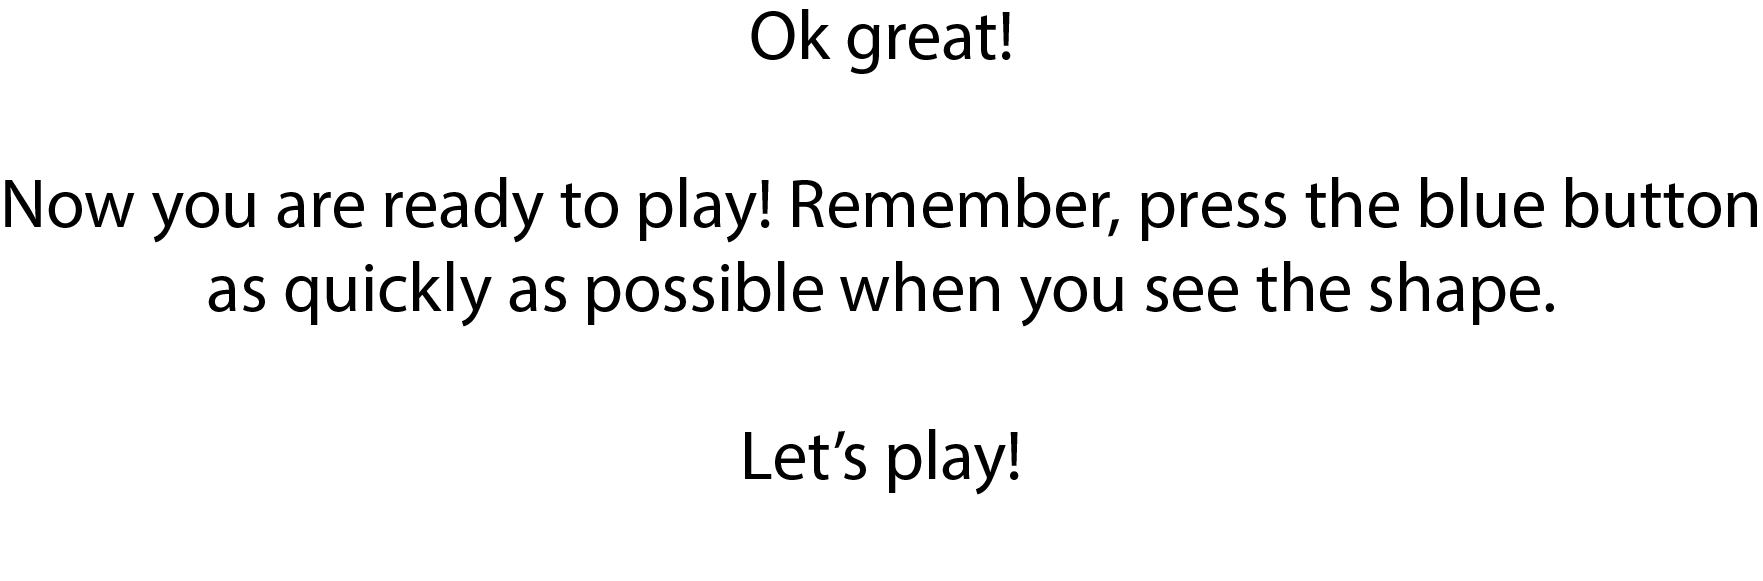 Ok great!
Now you are ready to play! Remember, press the blue button
as quickly as possible when you see the shape.
Let’s play!